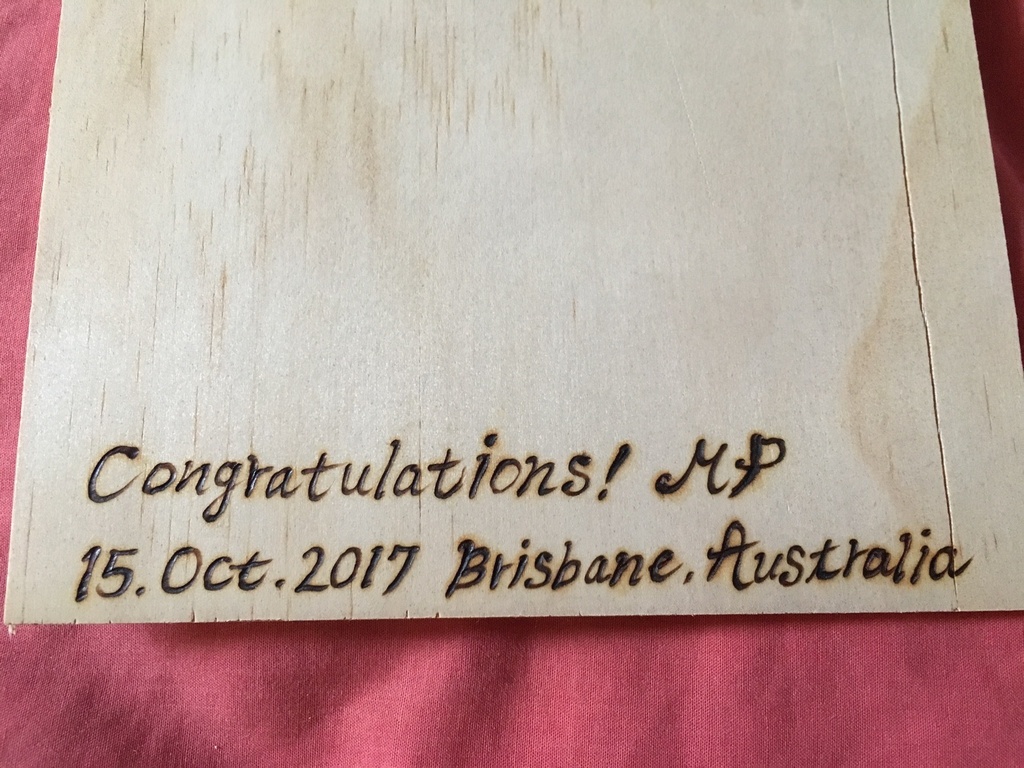 Congratulations! MP
15. Oct. 2017 Brisbane, Australia